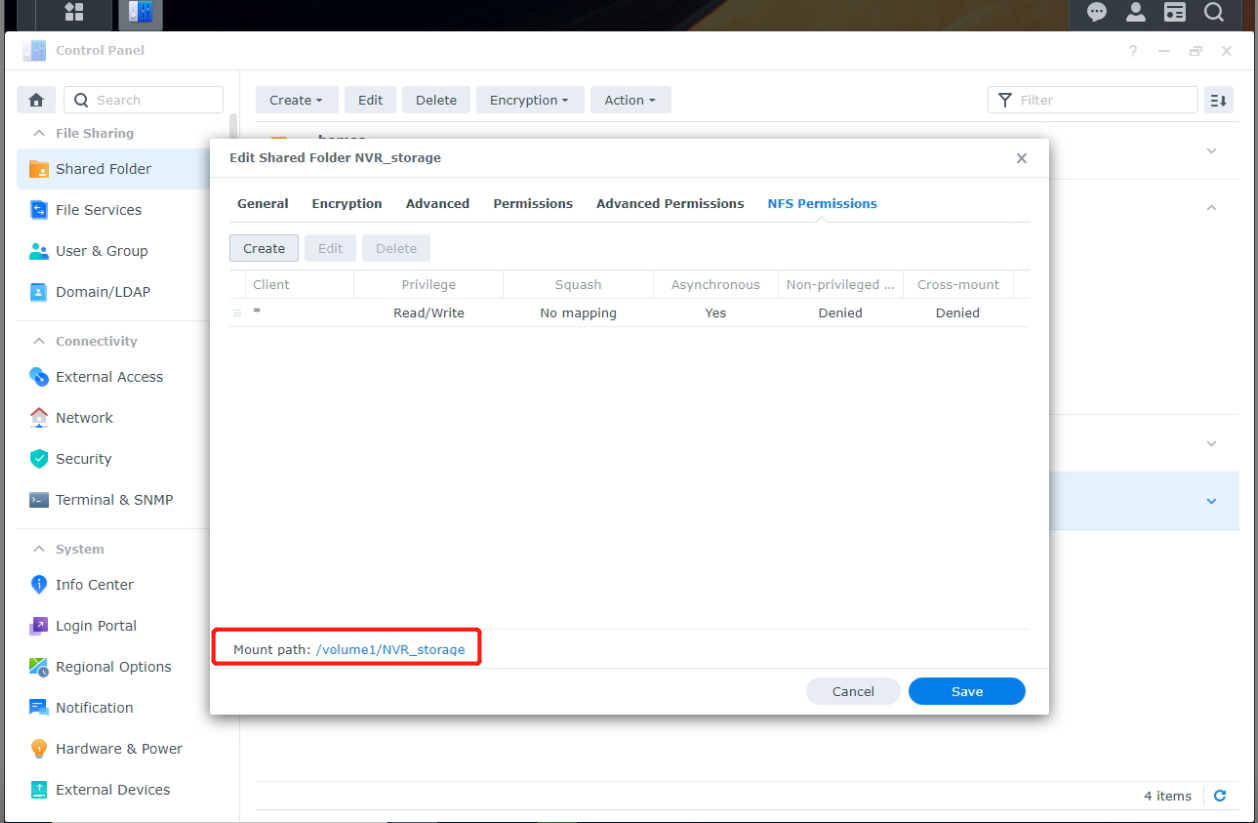 Control Panel
?
Search
Create Edit Delete Encryption Action
Filter
File Sharing
homes
Shared Folder
File Services
User & Group
Domain/LDAP
Connectivity
External Access
Network
Security
Terminal & SNMP
System
Info Center
Login Portal
Regional Options
Notification
Hardware & Power
External Devices
Edit Shared Folder NVR_storage
General Encryption Advanced Permissions Advanced Permissions NFS Permissions
Create Edit Delete
Client Privilege Squash Asynchronous Non-privileged ... Cross-mount
* Read/Write No mapping Yes Denied Denied
Mount path: /volume1/NVR_storage
Cancel Save
4 items